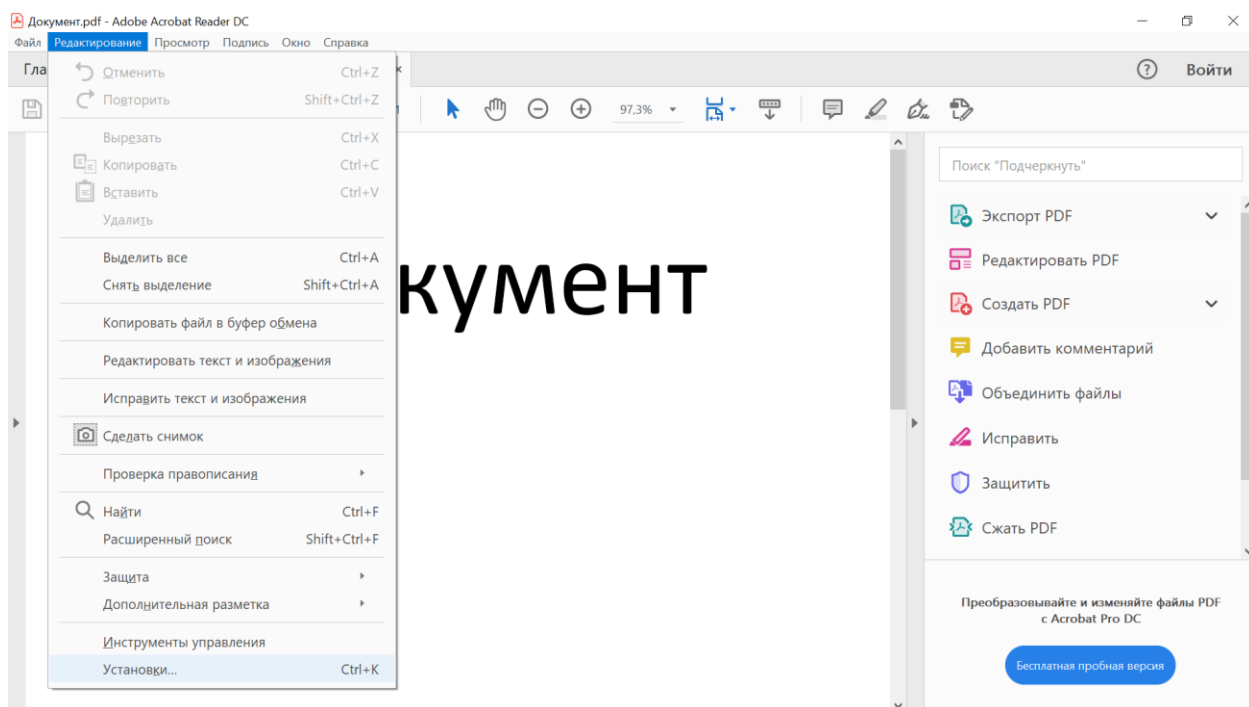 Документ.pdf - Adobe Acrobat Reader DC
Файл Редактирование Просмотр Подпись Окно Справка
Гла
Войти
97,3%
Отменить Ctrl+Z
Повторить Shift+Ctrl+Z
Вырезать Ctrl+X
Копировать Ctrl+C
Вставить Ctrl+V
Удалить
Выделить все Ctrl+A
Снять выделение Shift+Ctrl+A
Копировать файл в буфер обмена
Редактировать текст и изображения
Исправить текст и изображения
Сделать снимок
Проверка правописания
Найти Ctrl+F
Расширенный поиск Shift+Ctrl+F
Защита
Дополнительная разметка
Инструменты управления
Установки... Ctrl+K
кумент
Поиск "Подчеркнуть"
Экспорт PDF
Редактировать PDF
Создать PDF
Добавить комментарий
Объединить файлы
Исправить
Защитить
Сжать PDF
Преобразовывайте и изменяйте файлы PDF
с Acrobat Pro DC
Бесплатная пробная версия